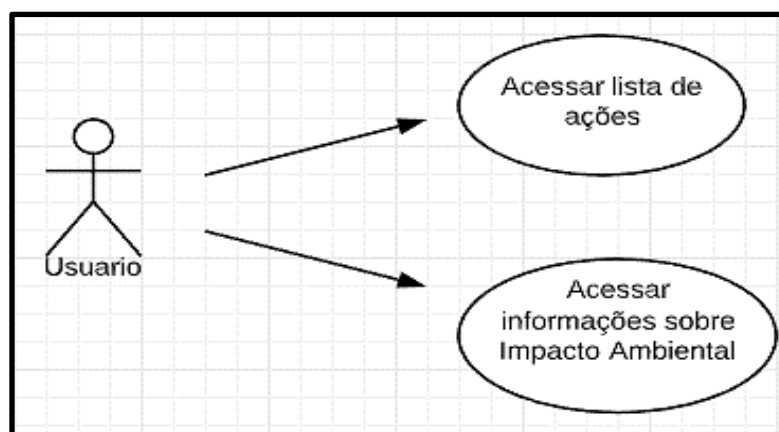 Acessar lista de
ações
Usuario
Acessar
informações sobre
Impacto Ambiental